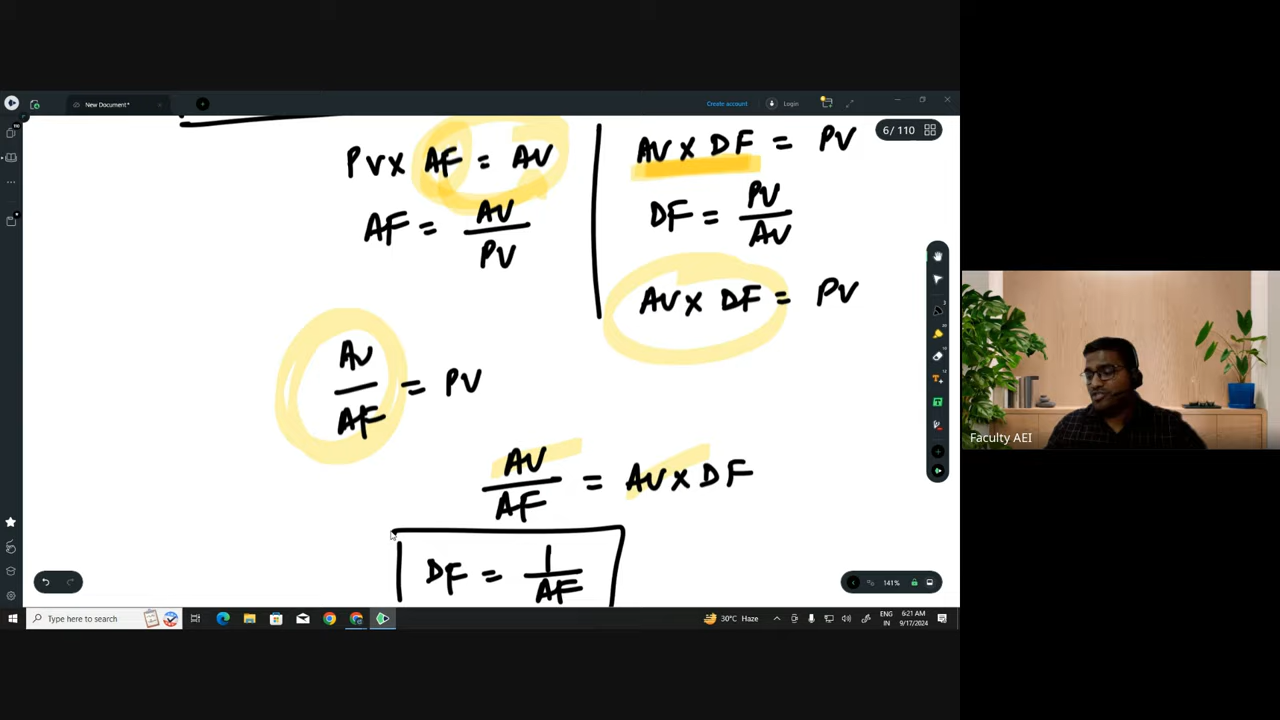 New Document*
Create account
Login
6/110
PV x AF = AV
AF = AV / PV
AV x DF = PV
DF = PV / AV
AV x DF = PV
AV / AF = PV
AV / AF = AV x DF
DF = 1 / AF
141%
Faculty AEI
Type here to search
30°C Haze
ENG
IN
6:21 AM
9/17/2024